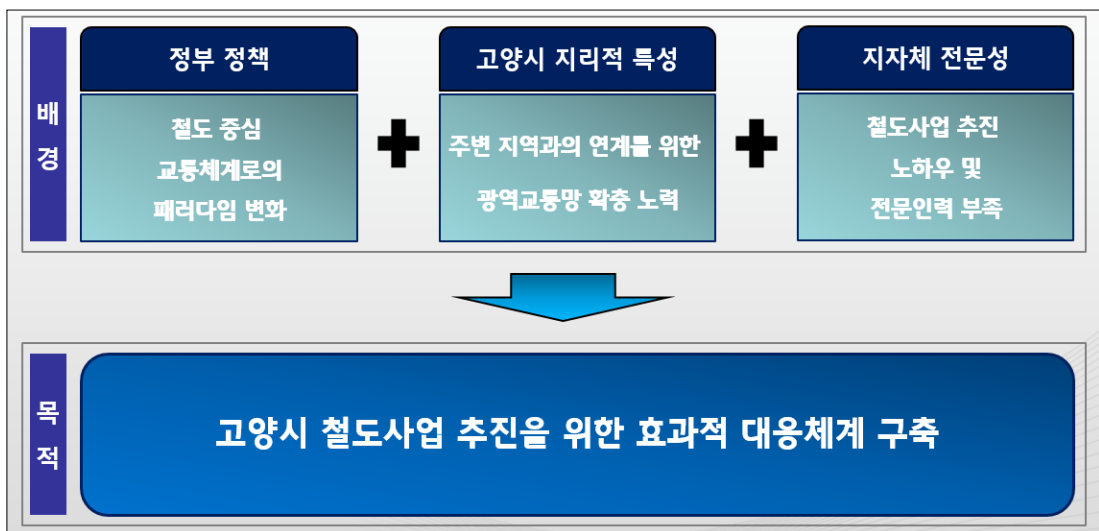 배
경
정부 정책
철도 중심
교통체계로의
패러다임 변화
고양시 지리적 특성
주변 지역과의 연계를 위한
광역교통망 확충 노력
지자체 전문성
철도사업 추진
노하우 및
전문인력 부족
목
적
고양시 철도사업 추진을 위한 효과적 대응체계 구축